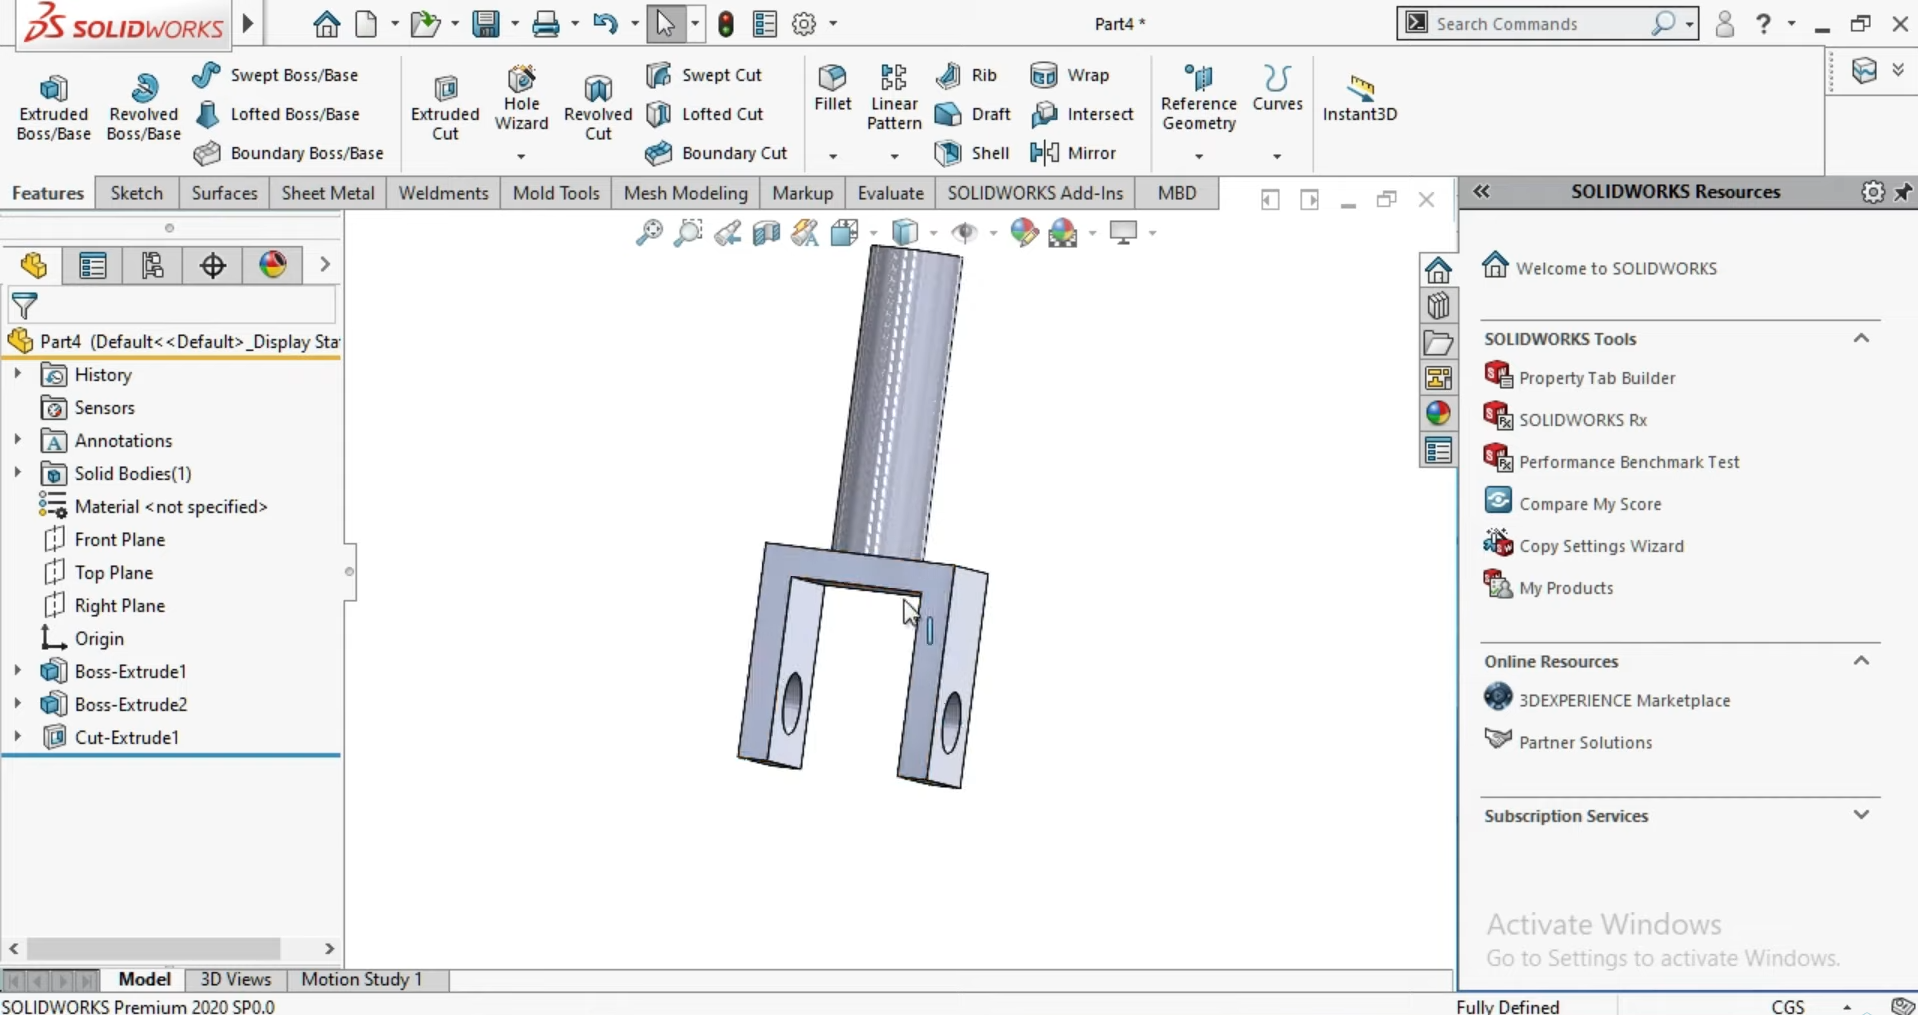 SOLIDWORKS
Part4 *
Search Commands
Extruded Boss/Base
Revolved Boss/Base
Swept Boss/Base
Lofted Boss/Base
Boundary Boss/Base
Extruded Cut
Hole Wizard
Revolved Cut
Swept Cut
Lofted Cut
Boundary Cut
Fillet
Linear Pattern
Rib
Draft
Shell
Wrap
Intersect
Mirror
Reference Geometry
Curves
Instant3D
Features
Sketch
Surfaces
Sheet Metal
Weldments
Mold Tools
Mesh Modeling
Markup
Evaluate
SOLIDWORKS Add-Ins
MBD
SOLIDWORKS Resources
Part4 (Default<<Default>_Display Sta
History
Sensors
Annotations
Solid Bodies(1)
Material <not specified>
Front Plane
Top Plane
Right Plane
Origin
Boss-Extrude1
Boss-Extrude2
Cut-Extrude1
Welcome to SOLIDWORKS
SOLIDWORKS Tools
Property Tab Builder
SOLIDWORKS Rx
Performance Benchmark Test
Compare My Score
Copy Settings Wizard
My Products
Online Resources
3DEXPERIENCE Marketplace
Partner Solutions
Subscription Services
Activate Windows
Go to Settings to activate Windows.
Model
3D Views
Motion Study 1
SOLIDWORKS Premium 2020 SP0.0
Fully Defined
CGS